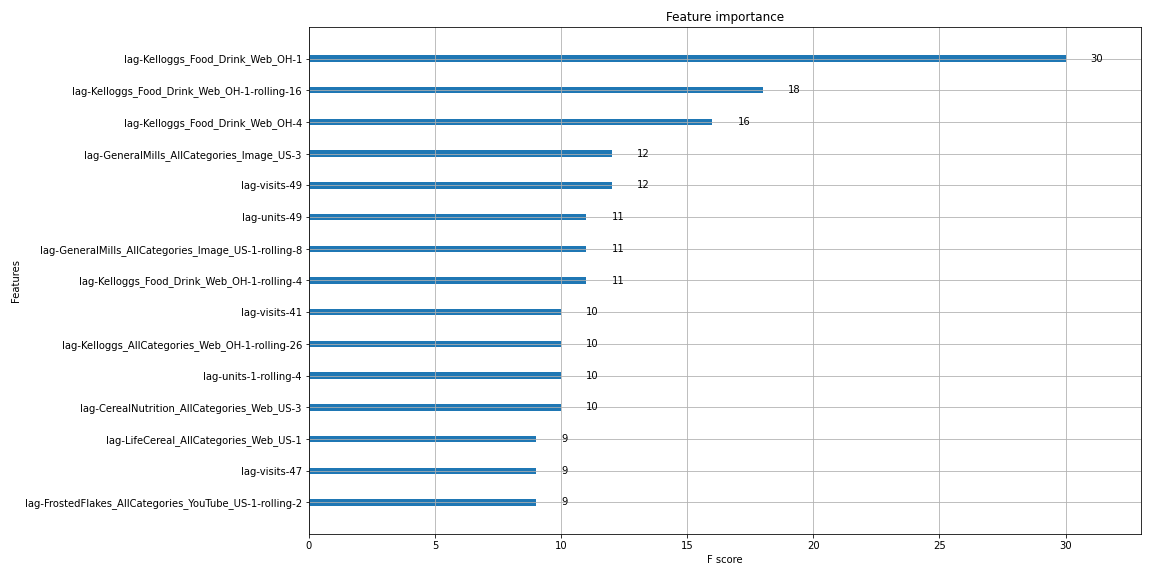 Feature importance
lag-Kelloggs_Food_Drink_Web_OH-1 30
lag-Kelloggs_Food_Drink_Web_OH-1-rolling-16 18
lag-Kelloggs_Food_Drink_Web_OH-4 16
lag-GeneralMills_AllCategories_Image_US-3 12
lag-visits-49 12
lag-units-49 11
lag-GeneralMills_AllCategories_Image_US-1-rolling-8 11
lag-Kelloggs_Food_Drink_Web_OH-1-rolling-4 11
lag-visits-41 10
lag-Kelloggs_AllCategories_Web_OH-1-rolling-26 10
lag-units-1-rolling-4 10
lag-CerealNutrition_AllCategories_Web_US-3 10
lag-LifeCereal_AllCategories_Web_US-1 9
lag-visits-47 9
lag-FrostedFlakes_AllCategories_YouTube_US-1-rolling-2 9
Features
0 5 10 15 20 25 30
F score